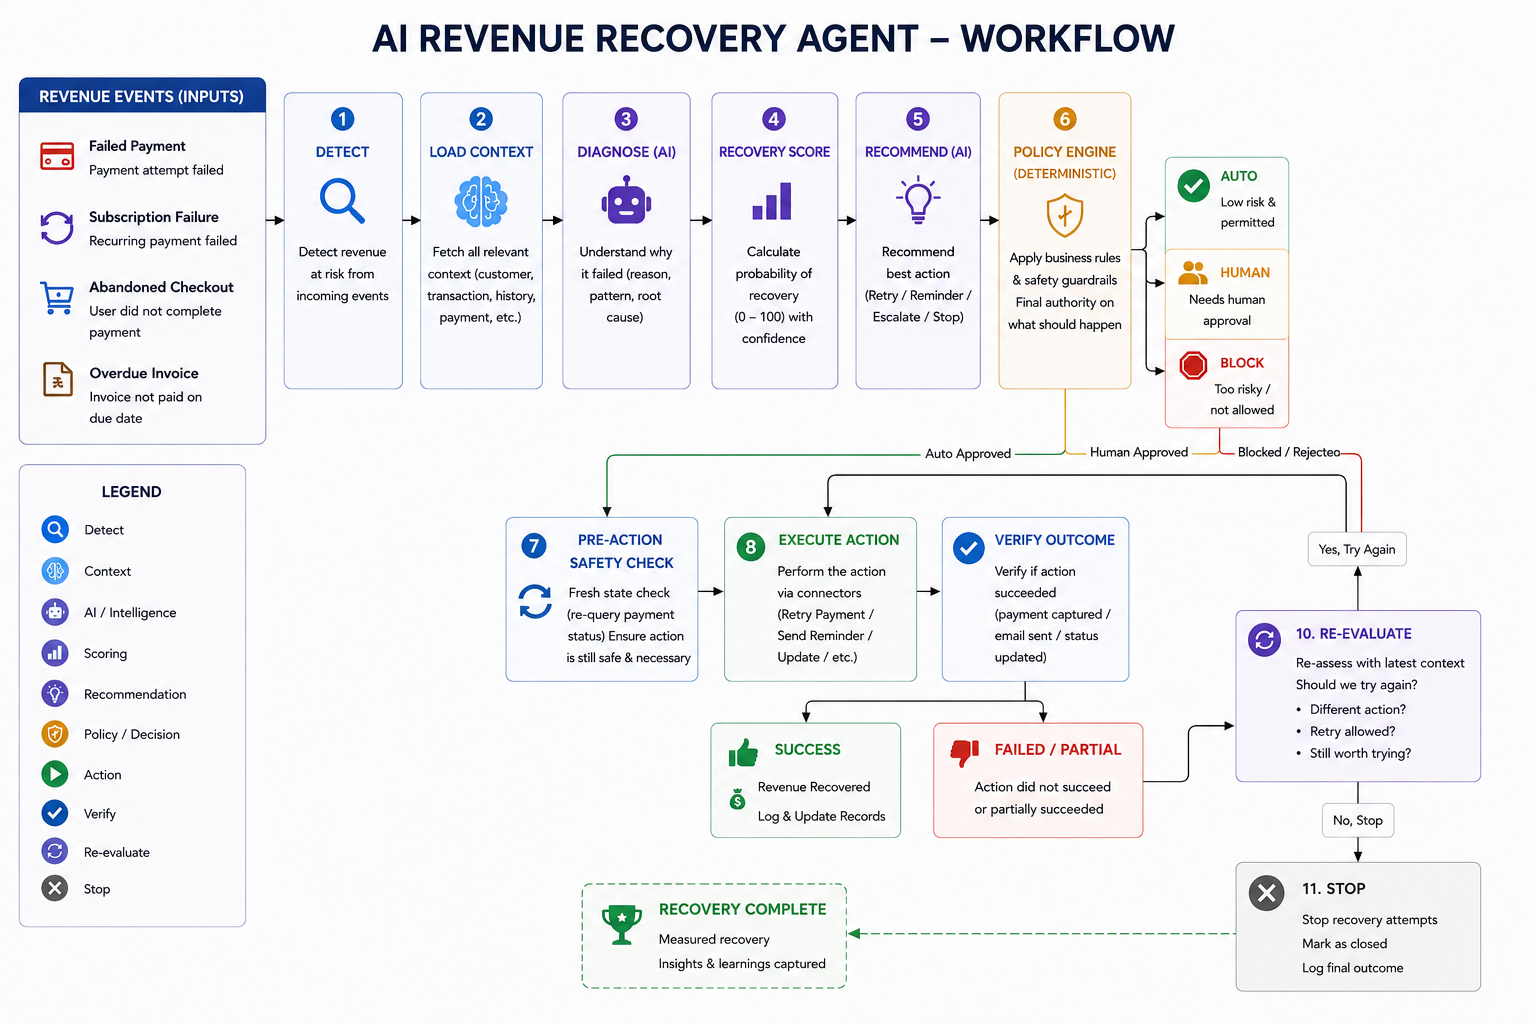 AI REVENUE RECOVERY AGENT – WORKFLOW
REVENUE EVENTS (INPUTS)
Failed Payment
Payment attempt failed
Subscription Failure
Recurring payment failed
Abandoned Checkout
User did not complete
payment
Overdue Invoice
Invoice not paid on
due date
1
DETECT
Detect revenue
at risk from
incoming events
2
LOAD CONTEXT
Fetch all relevant
context (customer,
transaction, history,
payment, etc.)
3
DIAGNOSE (AI)
Understand why
it failed (reason,
pattern, root
cause)
4
RECOVERY SCORE
Calculate
probability of
recovery
(0 – 100) with
confidence
5
RECOMMEND (AI)
Recommend
best action
(Retry / Reminder /
Escalate / Stop)
6
POLICY ENGINE
(DETERMINISTIC)
Apply business rules
& safety guardrails
Final authority on
what should happen
AUTO
Low risk &
permitted
HUMAN
Needs human
approval
BLOCK
Too risky /
not allowed
Auto Approved
Human Approved
Blocked / Rejected
LEGEND
Detect
Context
AI / Intelligence
Scoring
Recommendation
Policy / Decision
Action
Verify
Re-evaluate
Stop
7
PRE-ACTION
SAFETY CHECK
Fresh state check
(re-query payment
status) Ensure action
is still safe & necessary
8
EXECUTE ACTION
Perform the action
via connectors
(Retry Payment /
Send Reminder /
Update / etc.)
VERIFY OUTCOME
Verify if action
succeeded
(payment captured /
email sent / status
updated)
Yes, Try Again
10. RE-EVALUATE
Re-assess with latest context
Should we try again?
• Different action?
• Retry allowed?
• Still worth trying?
SUCCESS
Revenue Recovered
$
Log & Update Records
FAILED / PARTIAL
Action did not succeed
or partially succeeded
No, Stop
11. STOP
Stop recovery attempts
Mark as closed
Log final outcome
RECOVERY COMPLETE
Measured recovery
Insights & learnings captured